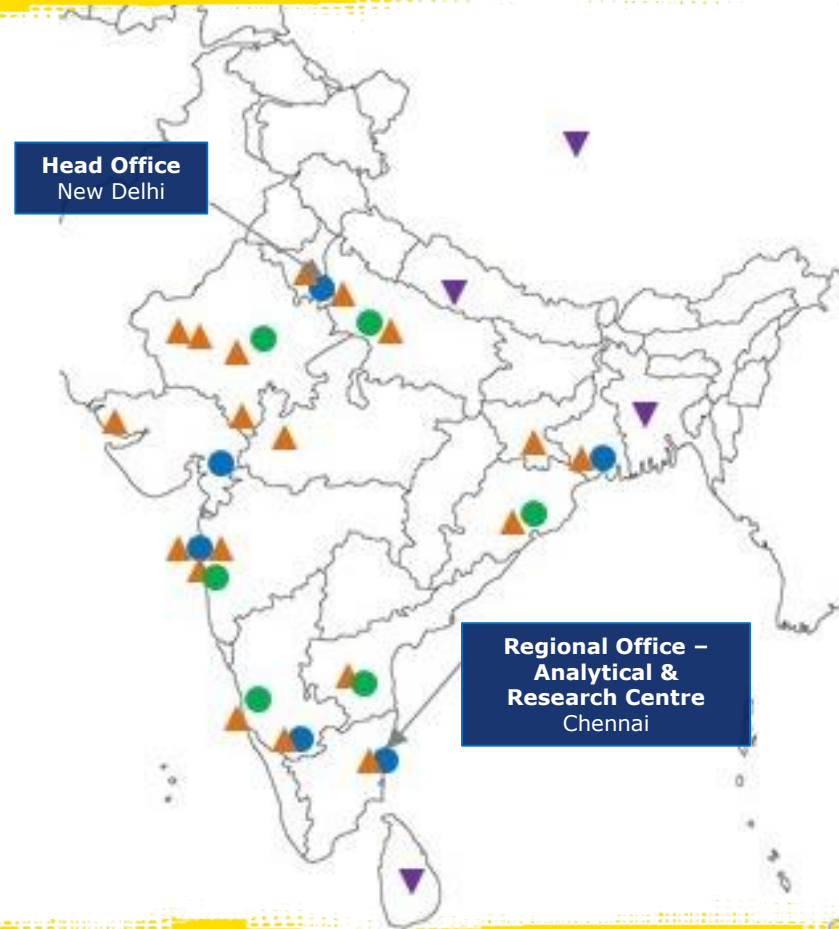 Head Office
New Delhi
Regional Office –
Analytical &
Research Centre
Chennai